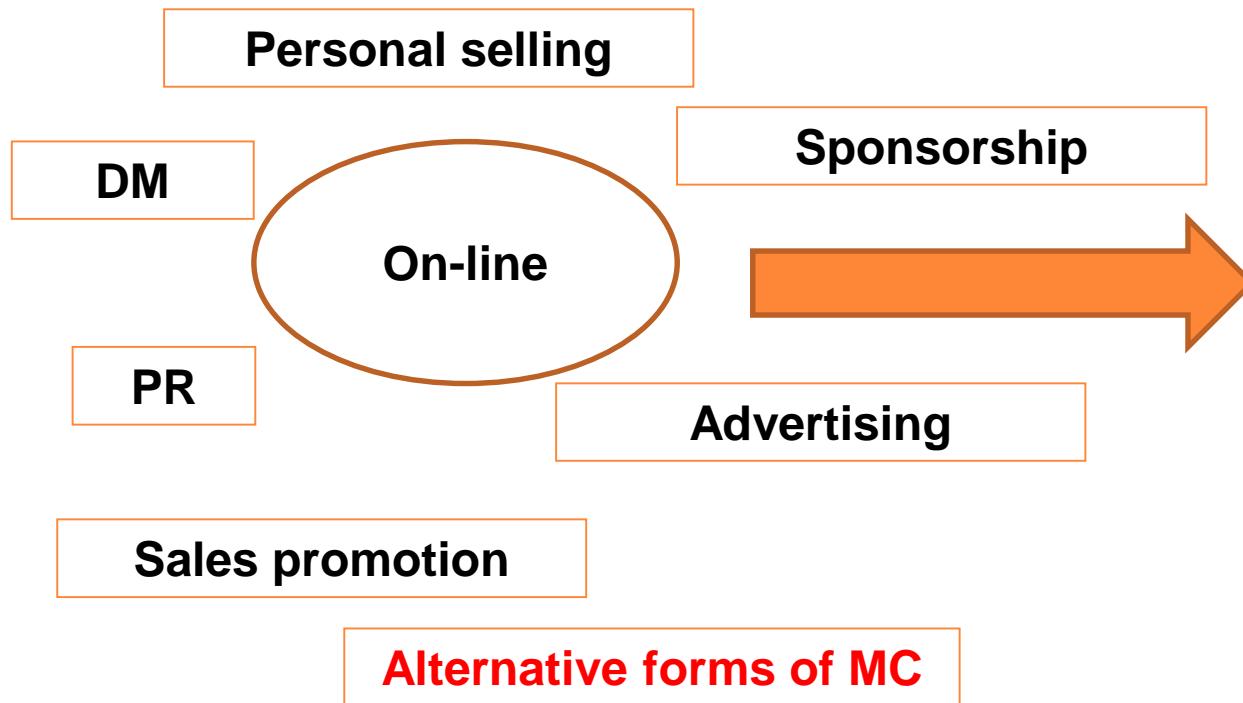 Personal selling
Sponsorship
DM
On-line
PR
Advertising
Sales promotion
Alternative forms of MC